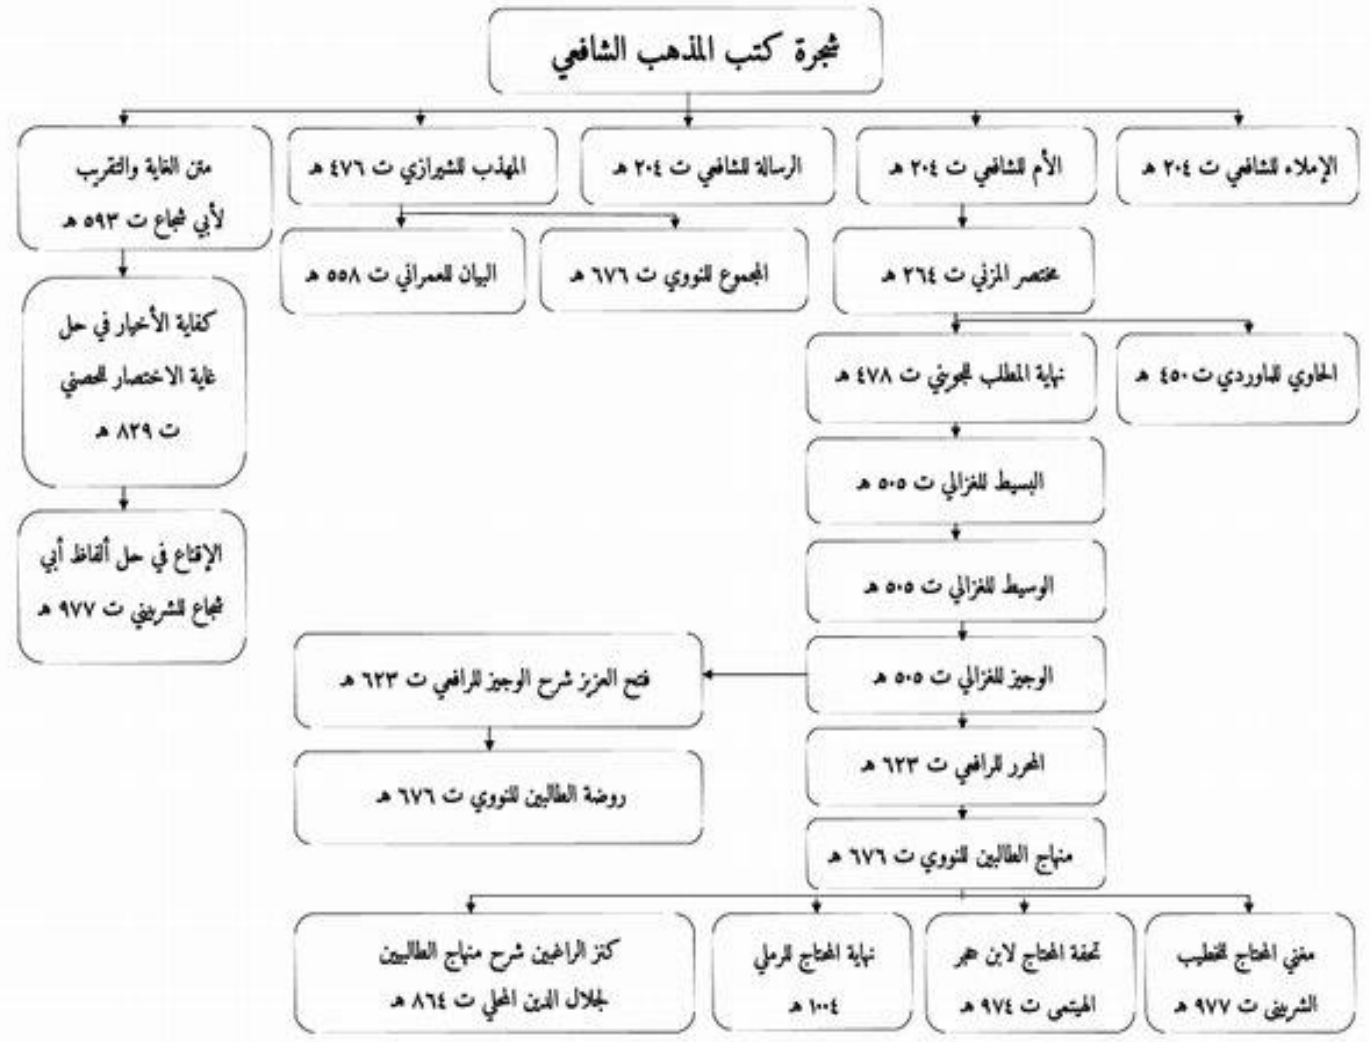 شجرة كتب المذهب الشافعي
الإملاء للشافعي ت ٢٠٤ هـ
الأم للشافعي ت ٢٠٤ هـ
الرسالة للشافعي ت ٢٠٤ هـ
المهذب للشيرازي ت ٤٧٦ هـ
متن الغاية والتقريب
لأبي شجاع ت ٥٩٣ هـ
مختصر المزني ت ٢٦٤ هـ
المجموع للنووي ت ٦٧٦ هـ
البيان للعمراني ت ٥٥٨ هـ
كفاية الأخيار في حل
غاية الاختصار للحصني
ت ٨٢٩ هـ
الحاوي للماوردي ت ٤٥٠ هـ
نهاية المطلب للجويني ت ٤٧٨ هـ
البسيط للغزالي ت ٥٠٥ هـ
الإقناع في حل ألفاظ أبي
شجاع للشربيني ت ٩٧٧ هـ
الوسيط للغزالي ت ٥٠٥ هـ
الوجيز للغزالي ت ٥٠٥ هـ
فتح العزيز شرح الوجيز للرافعي ت ٦٢٣ هـ
المحرر للرافعي ت ٦٢٣ هـ
روضة الطالبين للنووي ت ٦٧٦ هـ
منهاج الطالبين للنووي ت ٦٧٦ هـ
مغني المحتاج للخطيب
الشربيني ت ٩٧٧ هـ
تحفة المحتاج لابن حجر
الهيتمي ت ٩٧٤ هـ
نهاية المحتاج للرملي
١٠٠٤ هـ
كنز الراغبين شرح منهاج الطالبيين
لجلال الدين المحلي ت ٨٦٤ هـ